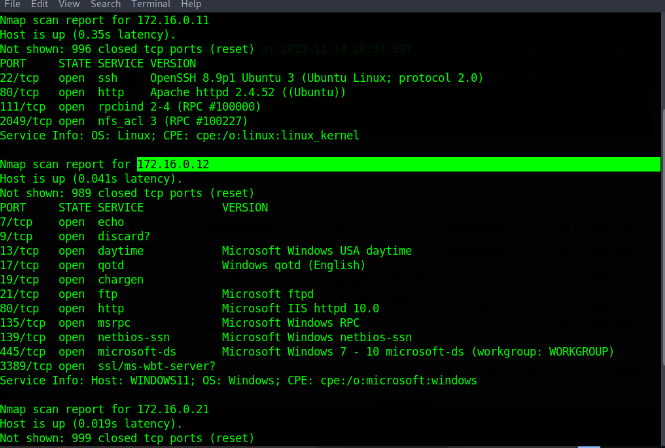 File Edit View Search Terminal Help
Nmap scan report for 172.16.0.11
Host is up (0.35s latency).
Not shown: 996 closed tcp ports (reset) at 2023-11-14 20:34 EST
PORT     STATE SERVICE VERSION
22/tcp   open  ssh     OpenSSH 8.9p1 Ubuntu 3 (Ubuntu Linux; protocol 2.0)
80/tcp   open  http    Apache httpd 2.4.52 ((Ubuntu))
111/tcp  open  rpcbind 2-4 (RPC #100000)
2049/tcp open  nfs_acl 3 (RPC #100227)
Service Info: OS: Linux; CPE: cpe:/o:linux:linux_kernel
Nmap scan report for 172.16.0.12
Host is up (0.041s latency).
Not shown: 989 closed tcp ports (reset)
PORT     STATE SERVICE            VERSION
7/tcp    open  echo
9/tcp    open  discard?
13/tcp   open  daytime            Microsoft Windows USA daytime
17/tcp   open  qotd               Windows qotd (English)
19/tcp   open  chargen
21/tcp   open  ftp                Microsoft ftpd
80/tcp   open  http               Microsoft IIS httpd 10.0
135/tcp  open  msrpc              Microsoft Windows RPC
139/tcp  open  netbios-ssn        Microsoft Windows netbios-ssn
445/tcp  open  microsoft-ds       Microsoft Windows 7 - 10 microsoft-ds (workgroup: WORKGROUP)
3389/tcp open  ssl/ms-wbt-server?
Service Info: Host: WINDOWS11; OS: Windows; CPE: cpe:/o:microsoft:windows
Nmap scan report for 172.16.0.21
Host is up (0.019s latency).
Not shown: 999 closed tcp ports (reset)